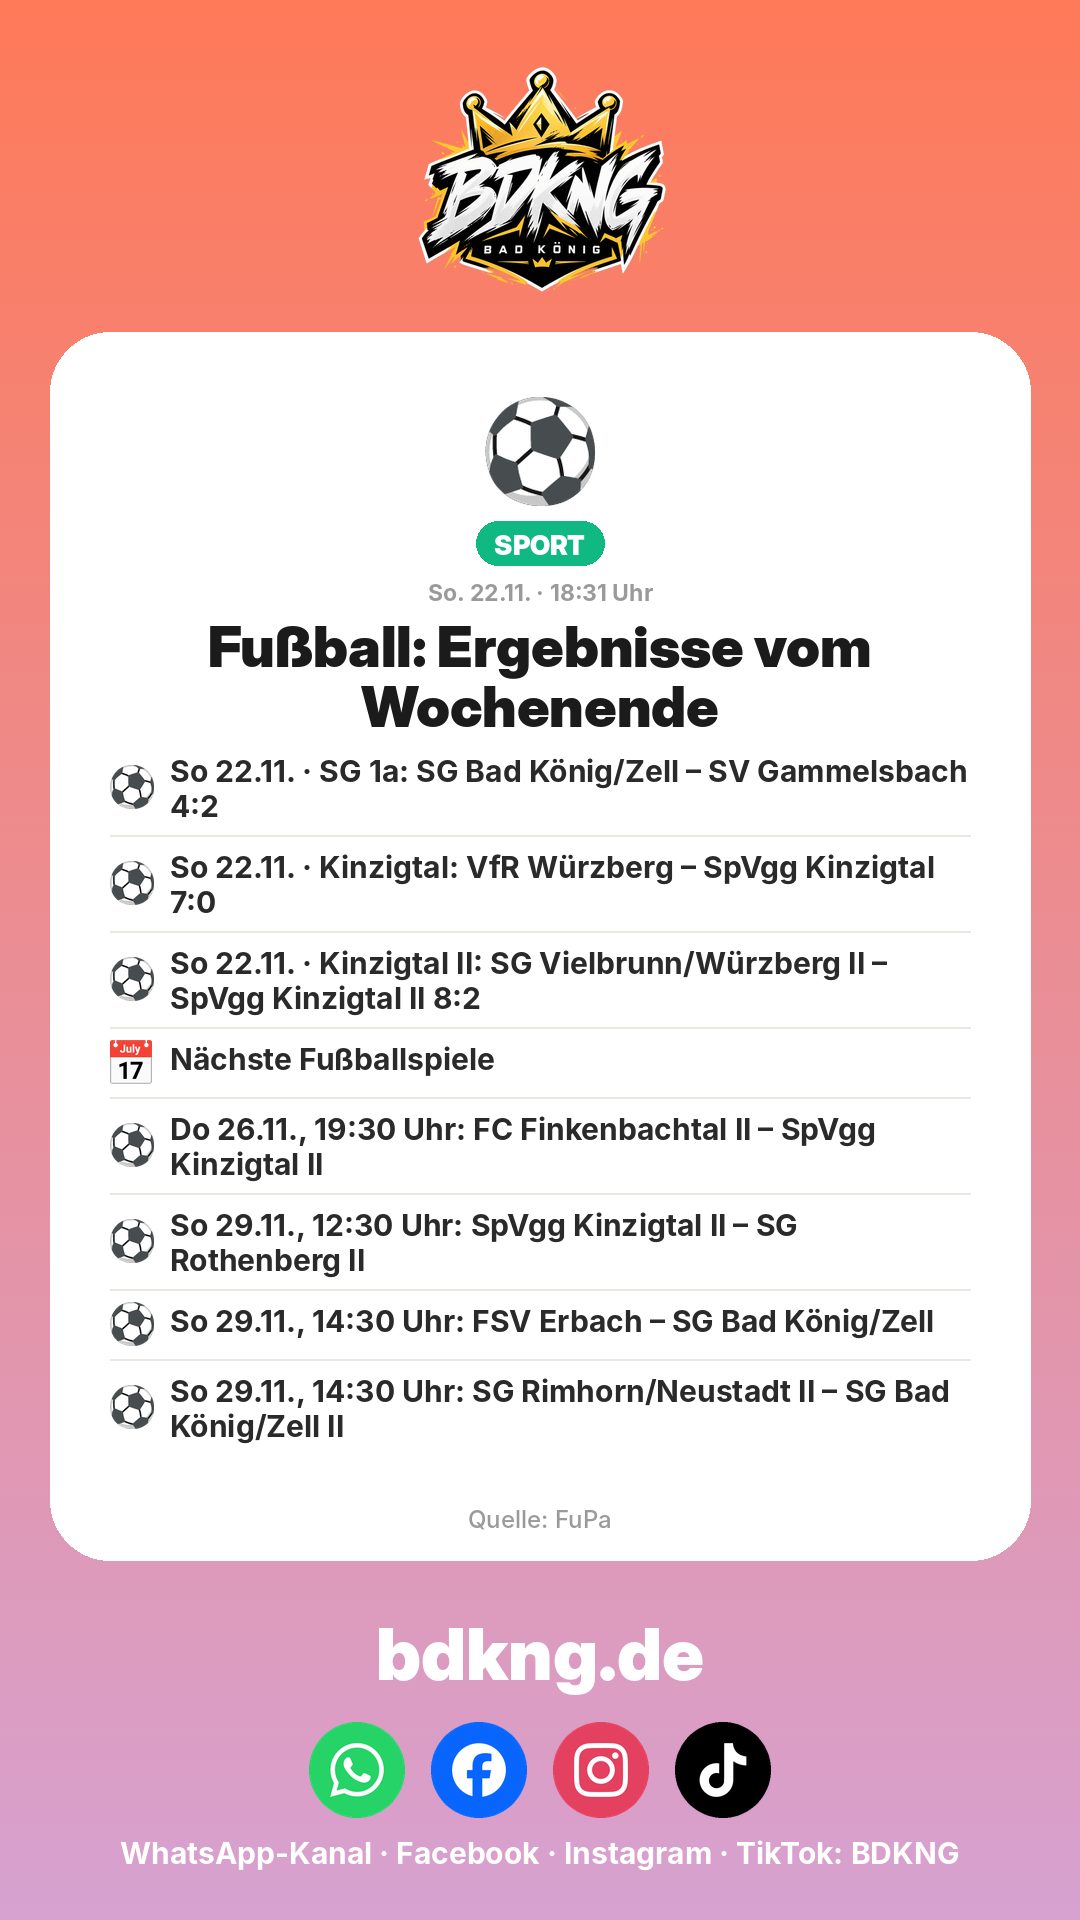 BDKNG
BAD KÖNIG
SPORT
So. 22.11. · 18:31 Uhr
Fußball: Ergebnisse vom
Wochenende
So 22.11. · SG 1a: SG Bad König/Zell – SV Gammelsbach
4:2
So 22.11. · Kinzigtal: VfR Würzberg – SpVgg Kinzigtal
7:0
So 22.11. · Kinzigtal II: SG Vielbrunn/Würzberg II –
SpVgg Kinzigtal II 8:2
July
17
Nächste Fußballspiele
Do 26.11., 19:30 Uhr: FC Finkenbachtal II – SpVgg
Kinzigtal II
So 29.11., 12:30 Uhr: SpVgg Kinzigtal II – SG
Rothenberg II
So 29.11., 14:30 Uhr: FSV Erbach – SG Bad König/Zell
So 29.11., 14:30 Uhr: SG Rimhorn/Neustadt II – SG Bad
König/Zell II
Quelle: FuPa
bdkng.de
WhatsApp-Kanal · Facebook · Instagram · TikTok: BDKNG